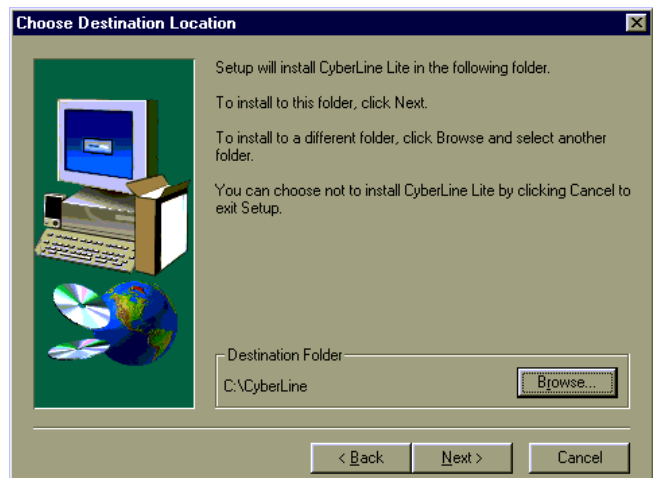 Choose Destination Location
Setup will install CyberLine Lite in the following folder.
To install to this folder, click Next.
To install to a different folder, click Browse and select another
folder.
You can choose not to install CyberLine Lite by clicking Cancel to
exit Setup.
Destination Folder
C:\CyberLine
Browse...
< Back
Next >
Cancel